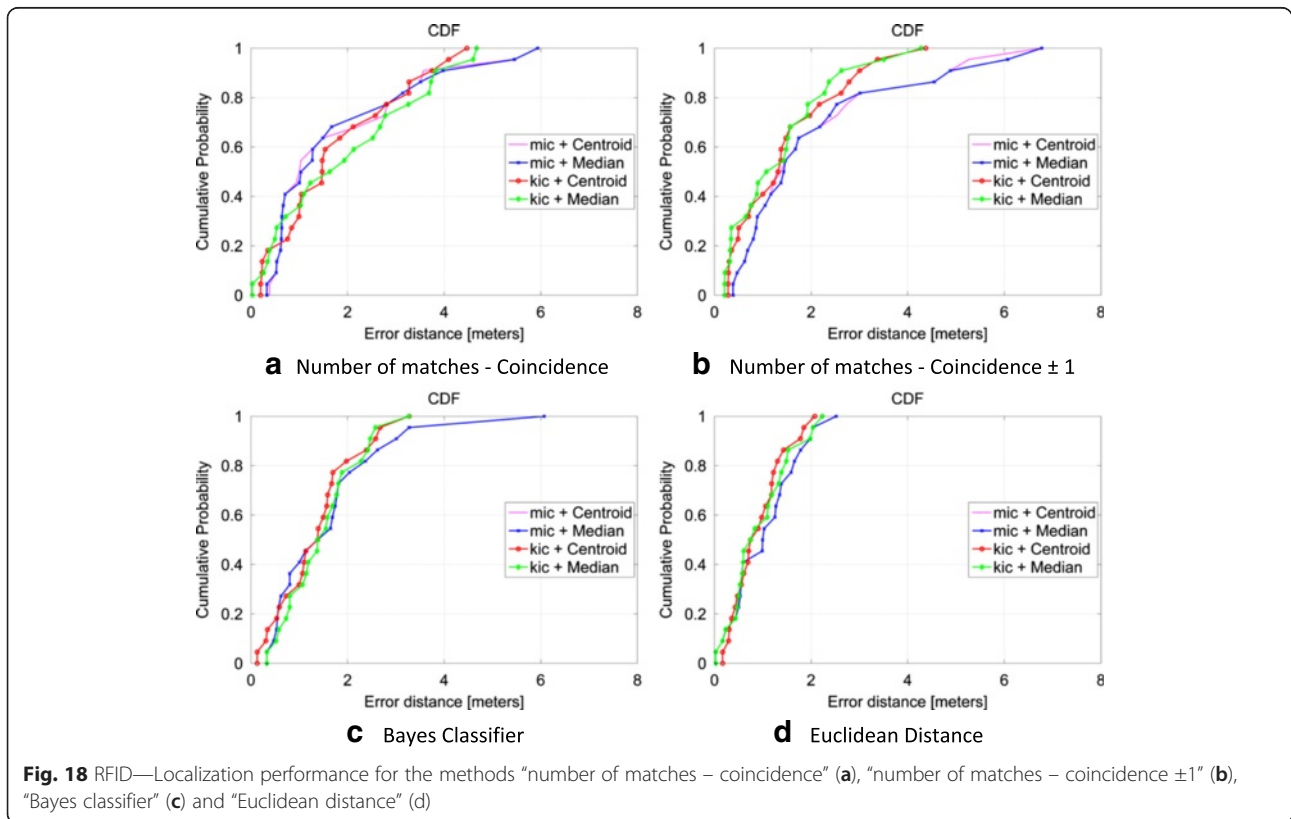 CDF
1
0.8
0.6
0.4
0.2
0
Cumulative Probability
mic + Centroid
mic + Median
kic + Centroid
kic + Median
0 2 4 6 8
Error distance [meters]
a Number of matches - Coincidence
CDF
1
0.8
0.6
0.4
0.2
0
Cumulative Probability
mic + Centroid
mic + Median
kic + Centroid
kic + Median
0 2 4 6 8
Error distance [meters]
b Number of matches - Coincidence ± 1
CDF
1
0.8
0.6
0.4
0.2
0
Cumulative Probability
mic + Centroid
mic + Median
kic + Centroid
kic + Median
0 2 4 6 8
Error distance [meters]
c Bayes Classifier
CDF
1
0.8
0.6
0.4
0.2
0
Cumulative Probability
mic + Centroid
mic + Median
kic + Centroid
kic + Median
0 2 4 6 8
Error distance [meters]
d Euclidean Distance
Fig. 18 RFID—Localization performance for the methods “number of matches – coincidence” (a), “number of matches – coincidence ±1” (b),
“Bayes classifier” (c) and “Euclidean distance” (d)